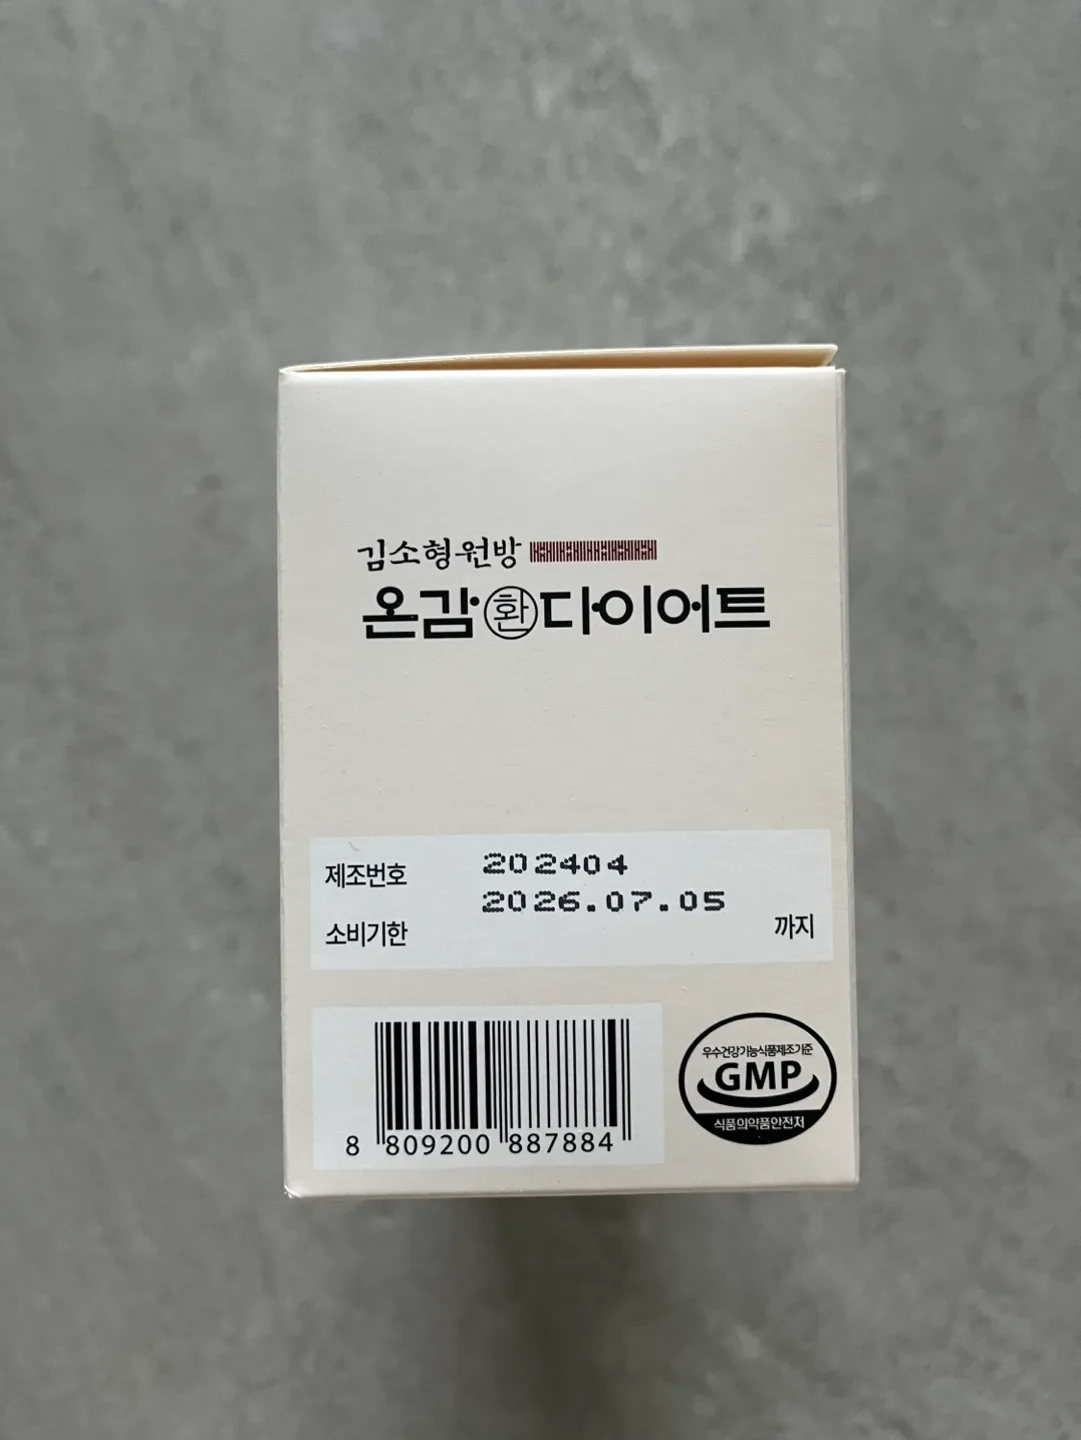 김소형원방
온감환다이어트
제조번호 202404
소비기한 2026.07.05 까지
8 809200 887884
우수건강기능식품제조기준
GMP
식품의약품안전처